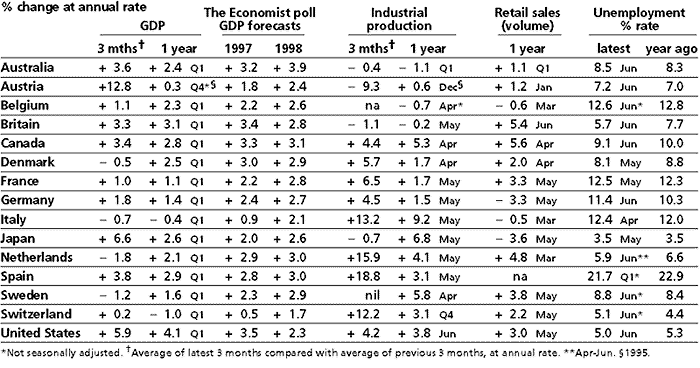 % change at annual rate
GDP The Economist poll GDP forecasts Industrial production Retail sales (volume) Unemployment % rate
3 mths† 1 year 1997 1998 3 mths† 1 year 1 year latest year ago
Australia + 3.6 + 2.4 Q1 + 3.2 + 3.9 − 0.4 − 1.1 Q1 + 1.1 Q1 8.5 Jun 8.3
Austria +12.8 + 0.3 Q4*§ + 1.8 + 2.4 − 9.3 + 0.6 Dec§ + 1.2 Jan 7.2 Jun 7.0
Belgium + 1.1 + 2.3 Q1 + 2.2 + 2.6 na − 0.7 Apr* − 0.6 Mar 12.6 Jun* 12.8
Britain + 3.3 + 3.1 Q1 + 3.4 + 2.8 − 1.1 − 0.2 May + 5.4 Jun 5.7 Jun 7.7
Canada + 3.4 + 2.8 Q1 + 3.3 + 3.1 + 4.4 + 5.3 Apr + 5.6 Apr 9.1 Jun 10.0
Denmark − 0.5 + 2.5 Q1 + 3.0 + 2.9 + 5.7 + 1.7 Apr + 2.0 Apr 8.1 May 8.8
France + 1.0 + 1.1 Q1 + 2.2 + 2.8 + 6.5 + 1.7 May + 3.3 May 12.5 May 12.3
Germany + 1.8 + 1.4 Q1 + 2.4 + 2.7 + 4.5 + 1.5 May − 3.3 May 11.4 Jun 10.3
Italy − 0.7 − 0.4 Q1 + 0.9 + 2.1 +13.2 + 9.2 May − 0.5 Mar 12.4 Apr 12.0
Japan + 6.6 + 2.6 Q1 + 2.0 + 2.6 − 0.7 + 6.8 May − 3.6 May 3.5 May 3.5
Netherlands − 1.8 + 2.1 Q1 + 2.9 + 3.0 +15.9 + 4.1 May + 4.8 Mar 5.9 Jun** 6.6
Spain + 3.8 + 2.9 Q1 + 2.8 + 3.0 +18.8 + 3.1 May na 21.7 Q1* 22.9
Sweden − 1.2 + 1.6 Q1 + 2.3 + 2.9 nil + 5.8 Apr + 3.8 May 8.8 Jun* 8.4
Switzerland + 0.2 − 1.0 Q1 + 0.5 + 1.7 +12.2 + 3.1 Q4 + 2.2 May 5.1 Jun* 4.4
United States + 5.9 + 4.1 Q1 + 3.5 + 2.3 + 4.2 + 3.8 Jun + 3.0 May 5.0 Jun 5.3
*Not seasonally adjusted. †Average of latest 3 months compared with average of previous 3 months, at annual rate. **Apr-Jun. §1995.